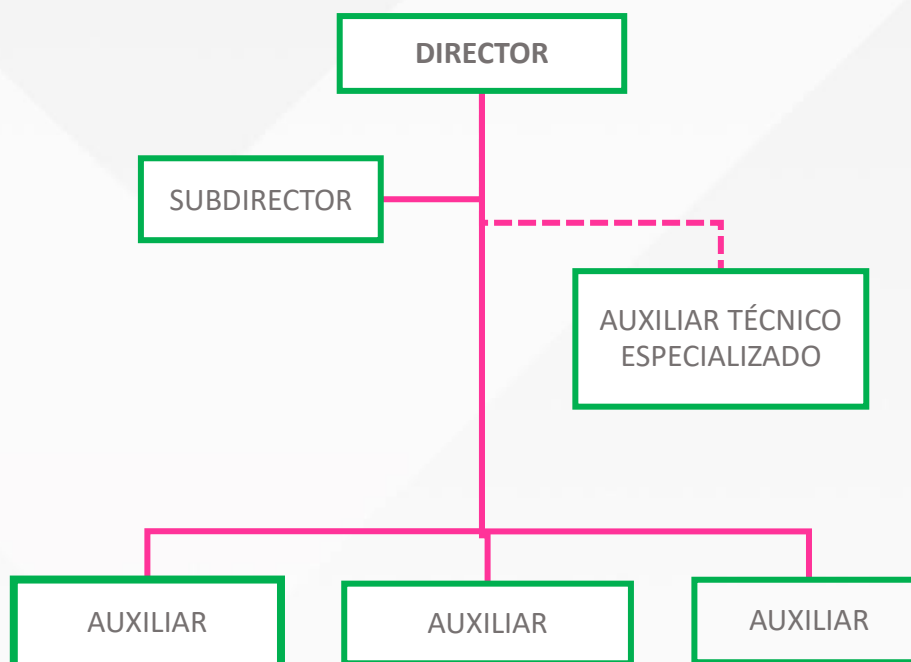 DIRECTOR
SUBDIRECTOR
AUXILIAR TÉCNICO
ESPECIALIZADO
AUXILIAR
AUXILIAR
AUXILIAR